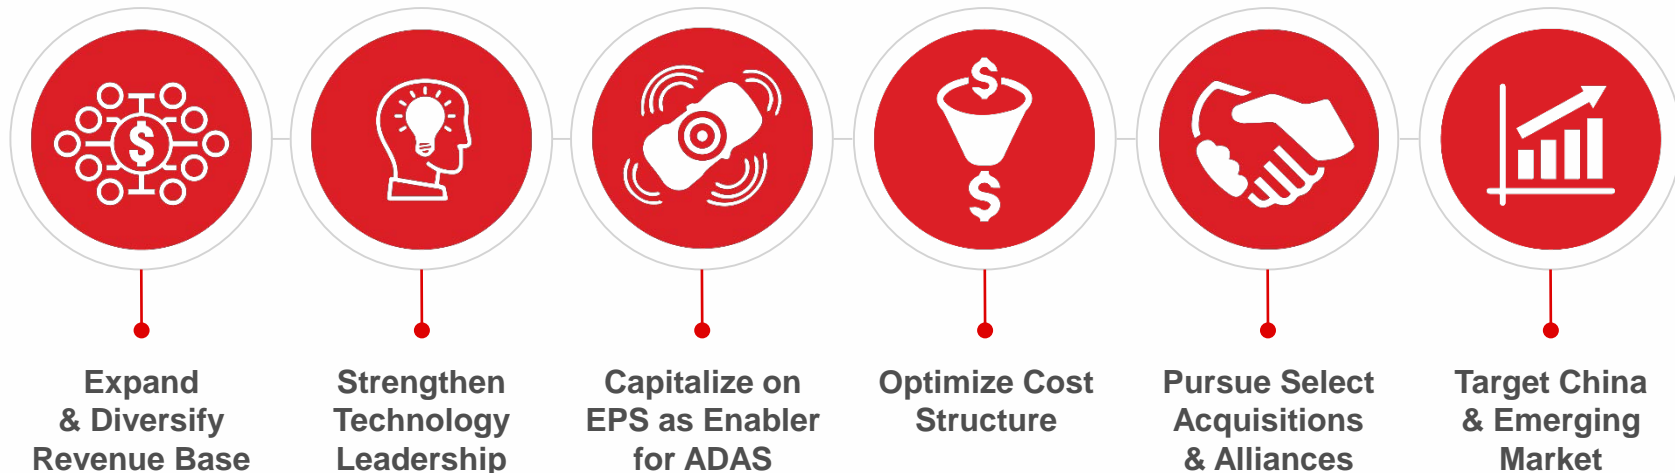 $
$
$
Expand
& Diversify
Revenue Base
Strengthen
Technology
Leadership
Capitalize on
EPS as Enabler
for ADAS
Optimize Cost
Structure
Pursue Select
Acquisitions
& Alliances
Target China
& Emerging
Market